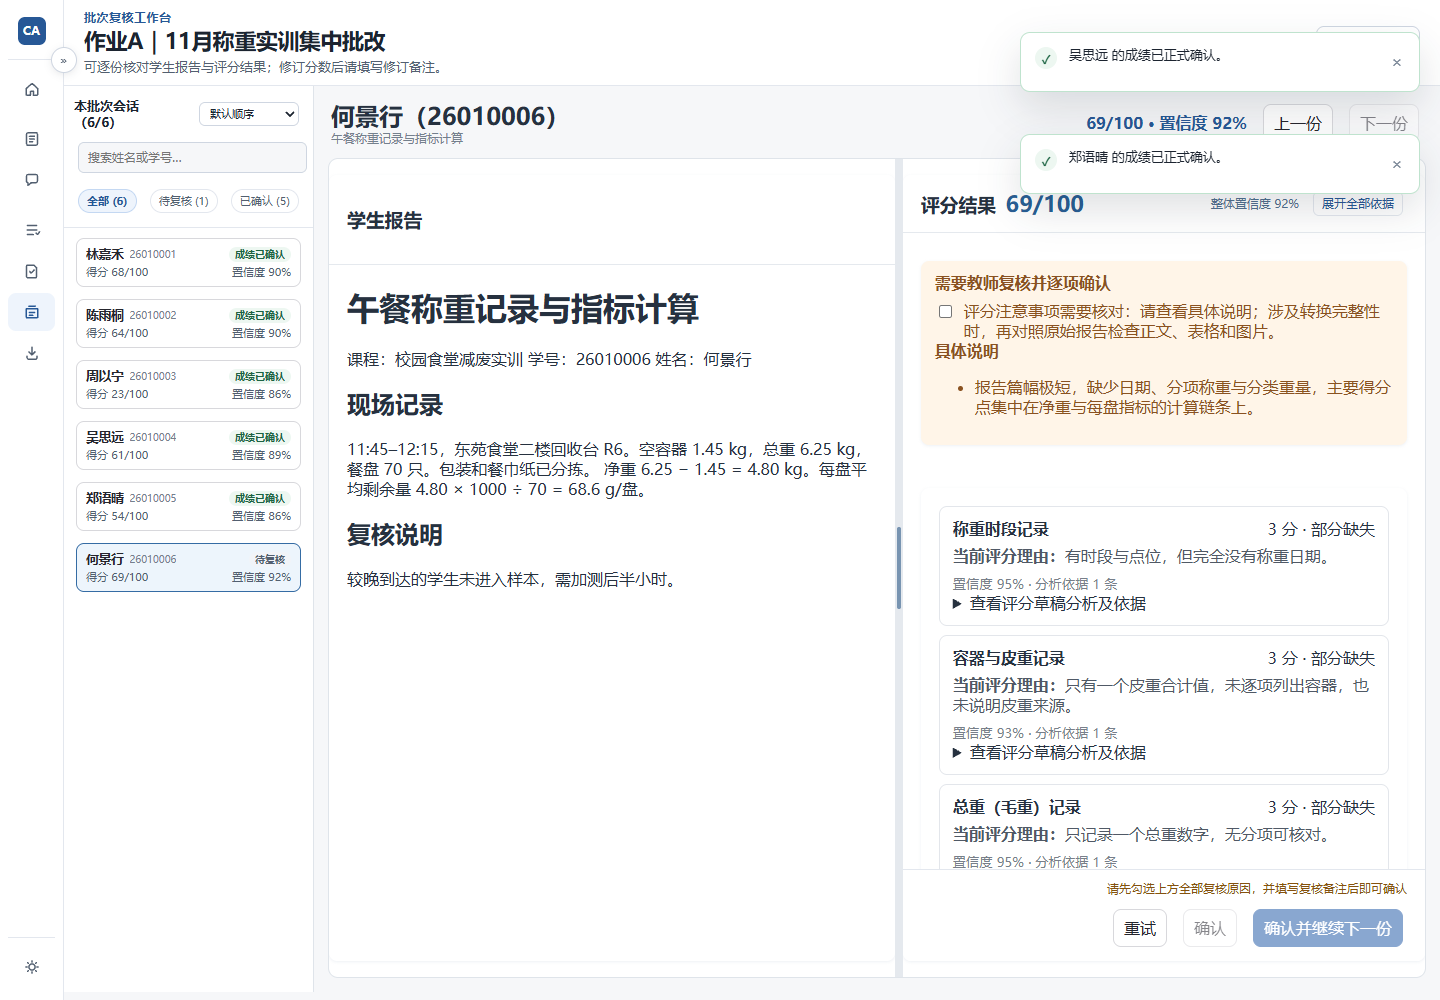 CA
»
批次复核工作台
作业A｜11月称重实训集中批改
可逐份核对学生报告与评分结果；修订分数后请填写修订备注。
✓ 吴思远 的成绩已正式确认。 ×
✓ 郑语晴 的成绩已正式确认。 ×
本批次会话（6/6）
默认顺序
搜索姓名或学号...
全部 (6) 待复核 (1) 已确认 (5)
林嘉禾 26010001 成绩已确认
得分 68/100 置信度 90%
陈雨桐 26010002 成绩已确认
得分 64/100 置信度 90%
周以宁 26010003 成绩已确认
得分 23/100 置信度 86%
吴思远 26010004 成绩已确认
得分 61/100 置信度 89%
郑语晴 26010005 成绩已确认
得分 54/100 置信度 86%
何景行 26010006 待复核
得分 69/100 置信度 92%
何景行（26010006）
午餐称重记录与指标计算
69/100 • 置信度 92% 上一份 下一份
学生报告
午餐称重记录与指标计算
课程：校园食堂减废实训 学号：26010006 姓名：何景行
现场记录
11:45–12:15，东苑食堂二楼回收台 R6。空容器 1.45 kg，总重 6.25 kg，
餐盘 70 只。包装和餐巾纸已分拣。 净重 6.25 − 1.45 = 4.80 kg。每盘平
均剩余量 4.80 × 1000 ÷ 70 = 68.6 g/盘。
复核说明
较晚到达的学生未进入样本，需加测后半小时。
评分结果 69/100 整体置信度 92% 展开全部依据
需要教师复核并逐项确认
评分注意事项需要核对：请查看具体说明；涉及转换完整性
时，再对照原始报告检查正文、表格和图片。
具体说明
• 报告篇幅极短，缺少日期、分项称重与分类重量，主要得分
点集中在净重与每盘指标的计算链条上。
称重时段记录 3 分 · 部分缺失
当前评分理由：有时段与点位，但完全没有称重日期。
置信度 95% · 分析依据 1 条
▶ 查看评分草稿分析及依据
容器与皮重记录 3 分 · 部分缺失
当前评分理由：只有一个皮重合计值，未逐项列出容器，也
未说明皮重来源。
置信度 93% · 分析依据 1 条
▶ 查看评分草稿分析及依据
总重（毛重）记录 3 分 · 部分缺失
当前评分理由：只记录一个总重数字，无分项可核对。
置信度 95% · 分析依据 1 条
请先勾选上方全部复核原因，并填写复核备注后即可确认
重试 确认 确认并继续下一份